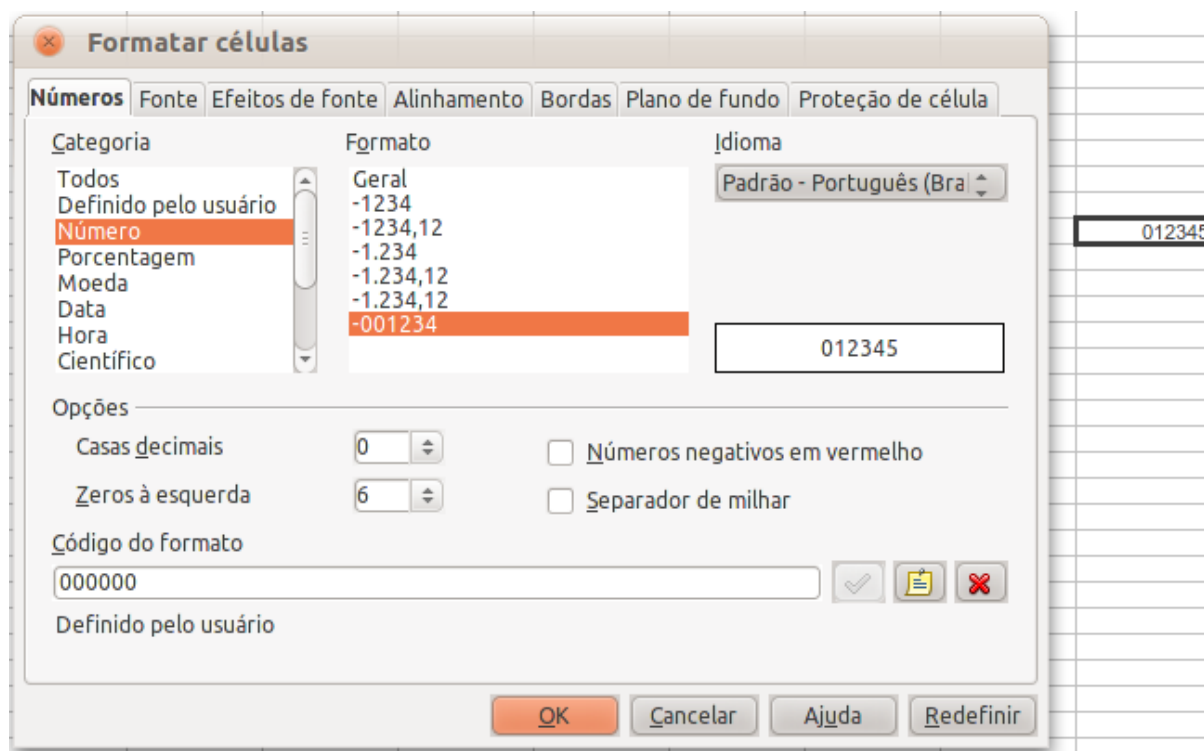 Formatar células
Números Fonte Efeitos de fonte Alinhamento Bordas Plano de fundo Proteção de célula
Categoria
Todos
Definido pelo usuário
Número
Porcentagem
Moeda
Data
Hora
Científico
Formato
Geral
-1234
-1234,12
-1.234
-1.234,12
-1.234,12
-001234
Idioma
Padrão - Português (Bra
012345
Opções
Casas decimais 0
Zeros à esquerda 6
Números negativos em vermelho
Separador de milhar
Código do formato
000000
Definido pelo usuário
OK Cancelar Ajuda Redefinir
012345